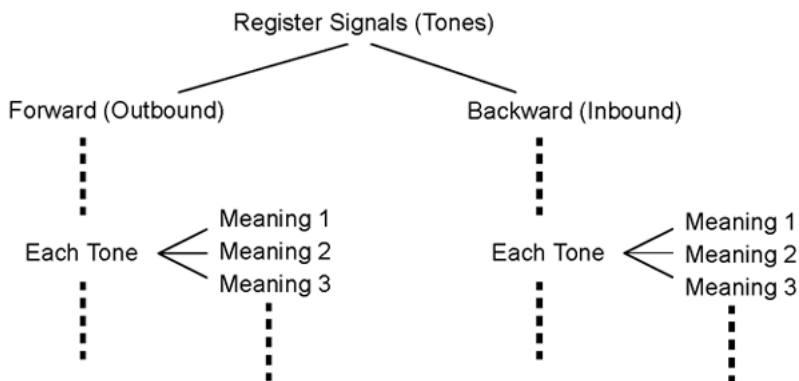 Register Signals (Tones)
Forward (Outbound)
Backward (Inbound)
Each Tone
Meaning 1
Meaning 2
Meaning 3
Each Tone
Meaning 1
Meaning 2
Meaning 3